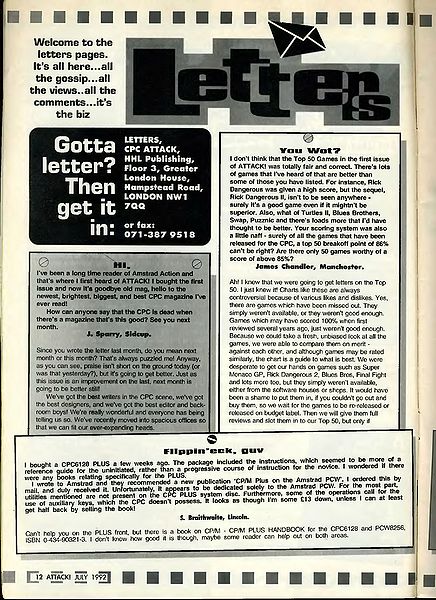 Welcome to the
letters pages.
It's all here...all
the gossip...all
the views..all the
comments...it's
the biz
Letters
Gotta
letter?
Then
get it
in:
LETTERS,
CPC ATTACK,
HHL Publishing,
Floor 3, Greater
London House,
Hampstead Road,
LONDON NW1
7QQ
or fax:
071-387 9518
Hi,
I've been a long time reader of Amstrad Action and
that's where I first heard of ATTACK! I bought the first
issue and now it's goodbye old mag, hello to the
newest, brightest, biggest, and best CPC magazine I've
ever read!
How can anyone say that the CPC is dead when
there's a magazine that's this good? See you next
month.
J. Sparry, Sidcup.
Since you wrote the letter last month, do you mean next
month or this month? That's always puzzled me! Anyway,
as you can see, praise isn't short on the ground today (or
was that yesterday?), but it's going to get better. Just as
this issue is an improvement on the last, next month is
going to be better still!
We've got the best writers in the CPC scene, we've got
the best designers, and we've got the best editor and back-
room boys! We're really wonderful and everyone has being
telling us so. We've recently moved into spacious offices so
that we can fit our ever-expanding heads.
You Wot?
I don't think that the Top 50 Games in the first issue
of ATTACK! was totally fair and correct. There's lots
of games that I've heard of that are better than
some of those you have listed. For instance, Rick
Dangerous was given a high score, but the sequel,
Rick Dangerous II, isn't to be seen anywhere -
surely it's a good game even if it mightn't be
superior. Also, what of Turtles II, Blues Brothers,
Swap, Puzznic and there's loads more that I'd have
thought to be better. Your scoring system was also
a little naff - surely of all the games that have been
released for the CPC, a top 50 breakoff point of 86%
can't be right? Are there only 50 games worthy of a
score of above 85%?
James Chandler, Manchester.
Ah! I know that we were going to get letters on the Top
50. I just knew it! Charts like these are always
controversial because of various likes and dislikes. Yes,
there are games which have been missed out. They
simply weren't available, or they weren't good enough.
Games which may have scored 100% when first
reviewed several years ago, just weren't good enough.
Because we could take a fresh, unbiased look at all the
games, we were able to compare them on merit -
against each other, and although games may be rated
similarly, the chart is a guide to what is best. We were
desperate to get our hands on games such as Super
Monaco GP, Rick Dangerous 2, Blues Bros, Final Fight
and lots more too, but they simply weren't available,
either from the software houses or shops. It would have
been a shame to put them in, if you couldn't go out and
buy them, so we wait for the games to be re-released or
released on budget label. Then we will give them full
reviews and slot them in to our Top 50, but only if
Flippin'eck, guv
I bought a CPC6128 PLUS a few weeks ago. The package included the instructions, which seemed to be more of a
reference guide for the uninitiated, rather than a progressive course of instruction for the novice. I wondered if there
were any books relating specifically for the PLUS.
I wrote to Amstrad and they recommended a new publication 'CP/M Plus on the Amstrad PCW'. I ordered this by
mail, and duly received it. Unfortunately, it appears to be dedicated solely to the Amstrad PCW. For the most part,
utilities mentioned are not present on the CPC PLUS system disc. Furthermore, some of the operations call for the
use of auxiliary keys, which the CPC doesn't possess. It looks as though I'm some £13 down, unless I can at least
get half back by selling the book!
S. Braithwaite, Lincoln.
Can't help you on the PLUS front, but there is a book on CP/M - CP/M PLUS HANDBOOK for the CPC6128 and PCW8256,
ISBN 0-434-90321-3. I don't know how good it is though, maybe some reader can help out on both areas.
12 ATTACK! JULY 1992